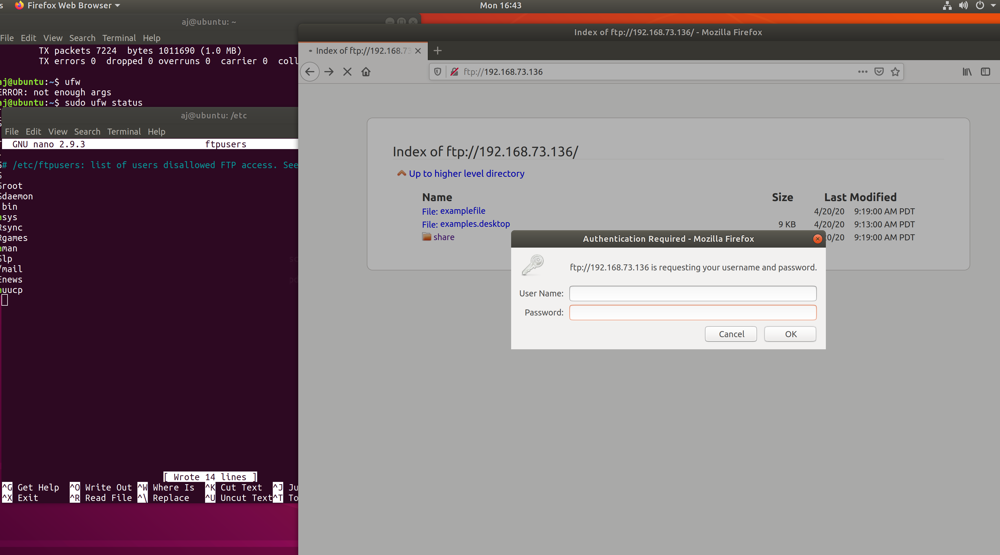 s Firefox Web Browser Mon 16:43
aj@ubuntu: ~
File Edit View Search Terminal Help
TX packets 7224 bytes 1011690 (1.0 MB)
TX errors 0 dropped 0 overruns 0 carrier 0 coll
aj@ubuntu:~$ ufw
ERROR: not enough args
aj@ubuntu:~$ sudo ufw status
aj@ubuntu: /etc
File Edit View Search Terminal Help
GNU nano 2.9.3 ftpusers
# /etc/ftpusers: list of users disallowed FTP access. See
root
daemon
bin
sys
sync
games
man
lp
mail
news
uucp
[ Wrote 14 lines ]
^G Get Help ^O Write Out ^W Where Is ^K Cut Text ^J Ju
^X Exit ^R Read File ^\ Replace ^U Uncut Text ^T To
Index of ftp://192.168.73.136/ - Mozilla Firefox
Index of ftp://192.168.73
ftp://192.168.73.136
Index of ftp://192.168.73.136/
Up to higher level directory
Name Size Last Modified
File: examplefile 4/20/20 9:19:00 AM PDT
File: examples.desktop 9 KB 4/20/20 9:13:00 AM PDT
share 0/20 9:19:00 AM PDT
Authentication Required - Mozilla Firefox
ftp://192.168.73.136 is requesting your username and password.
User Name:
Password:
Cancel OK